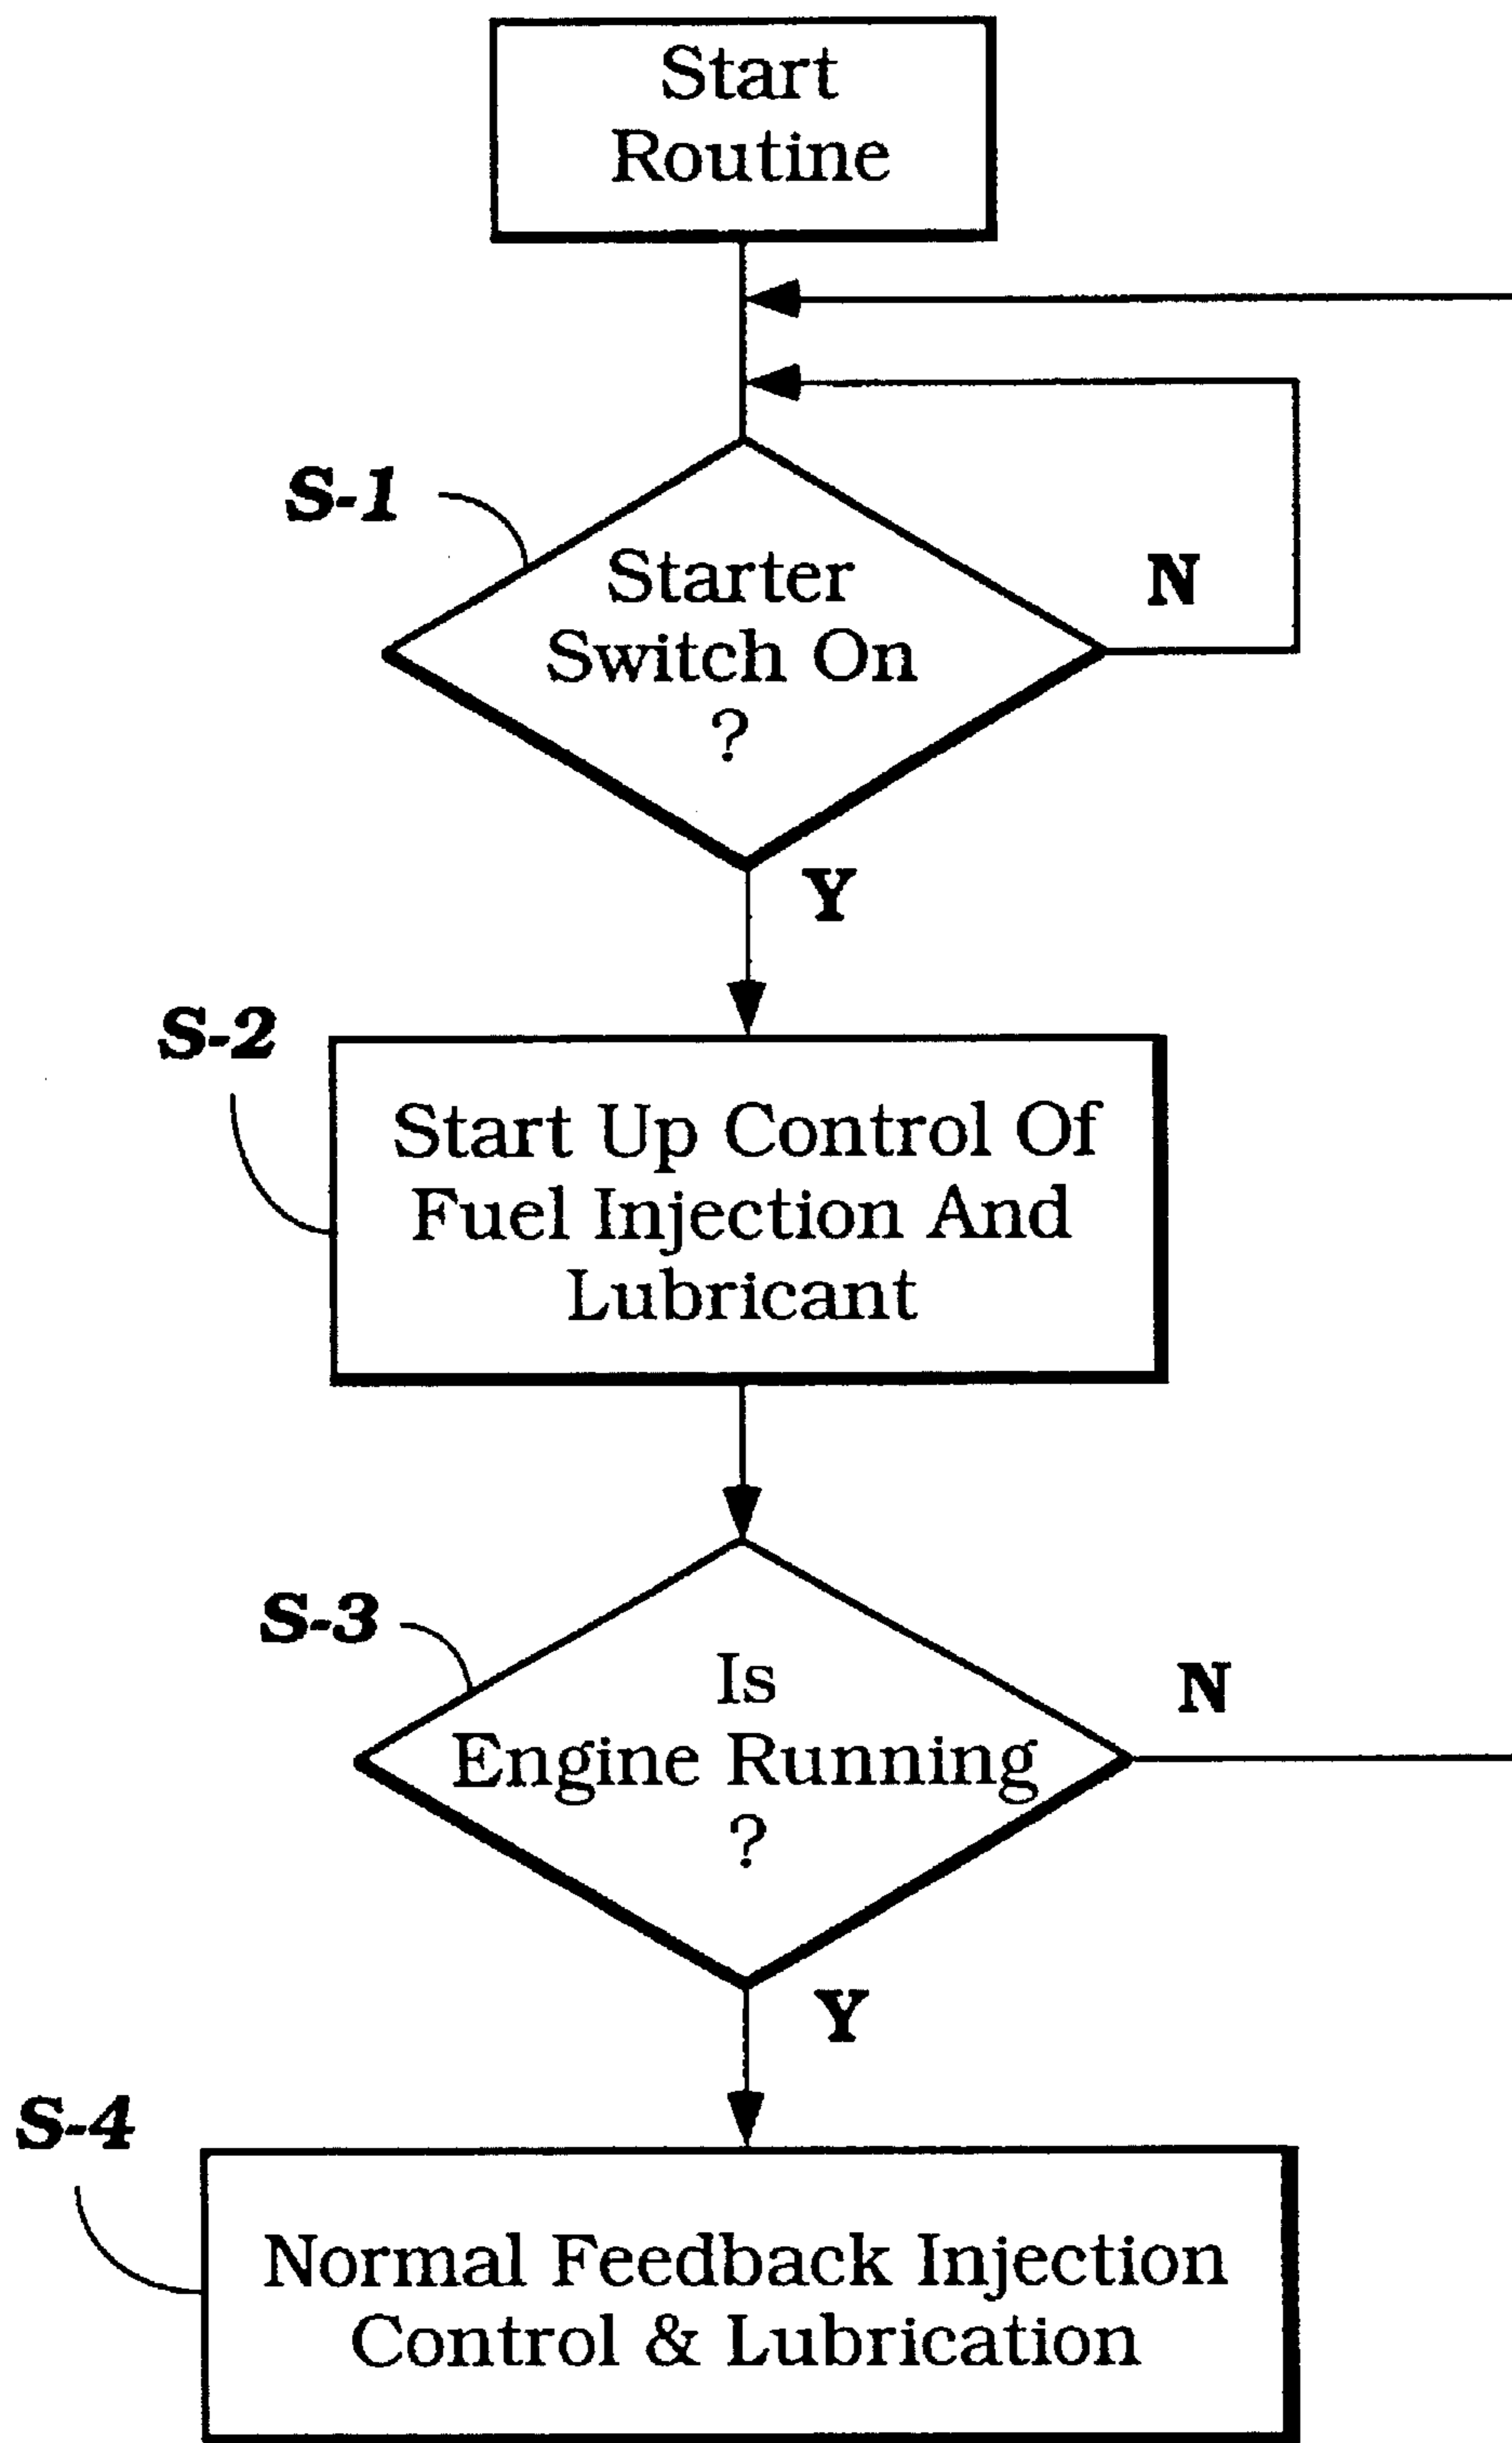 Start
Routine
S-1
Starter
Switch On
?
N
Y
S-2
Start Up Control Of
Fuel Injection And
Lubricant
S-3
Is
Engine Running
?
N
Y
S-4
Normal Feedback Injection
Control & Lubrication